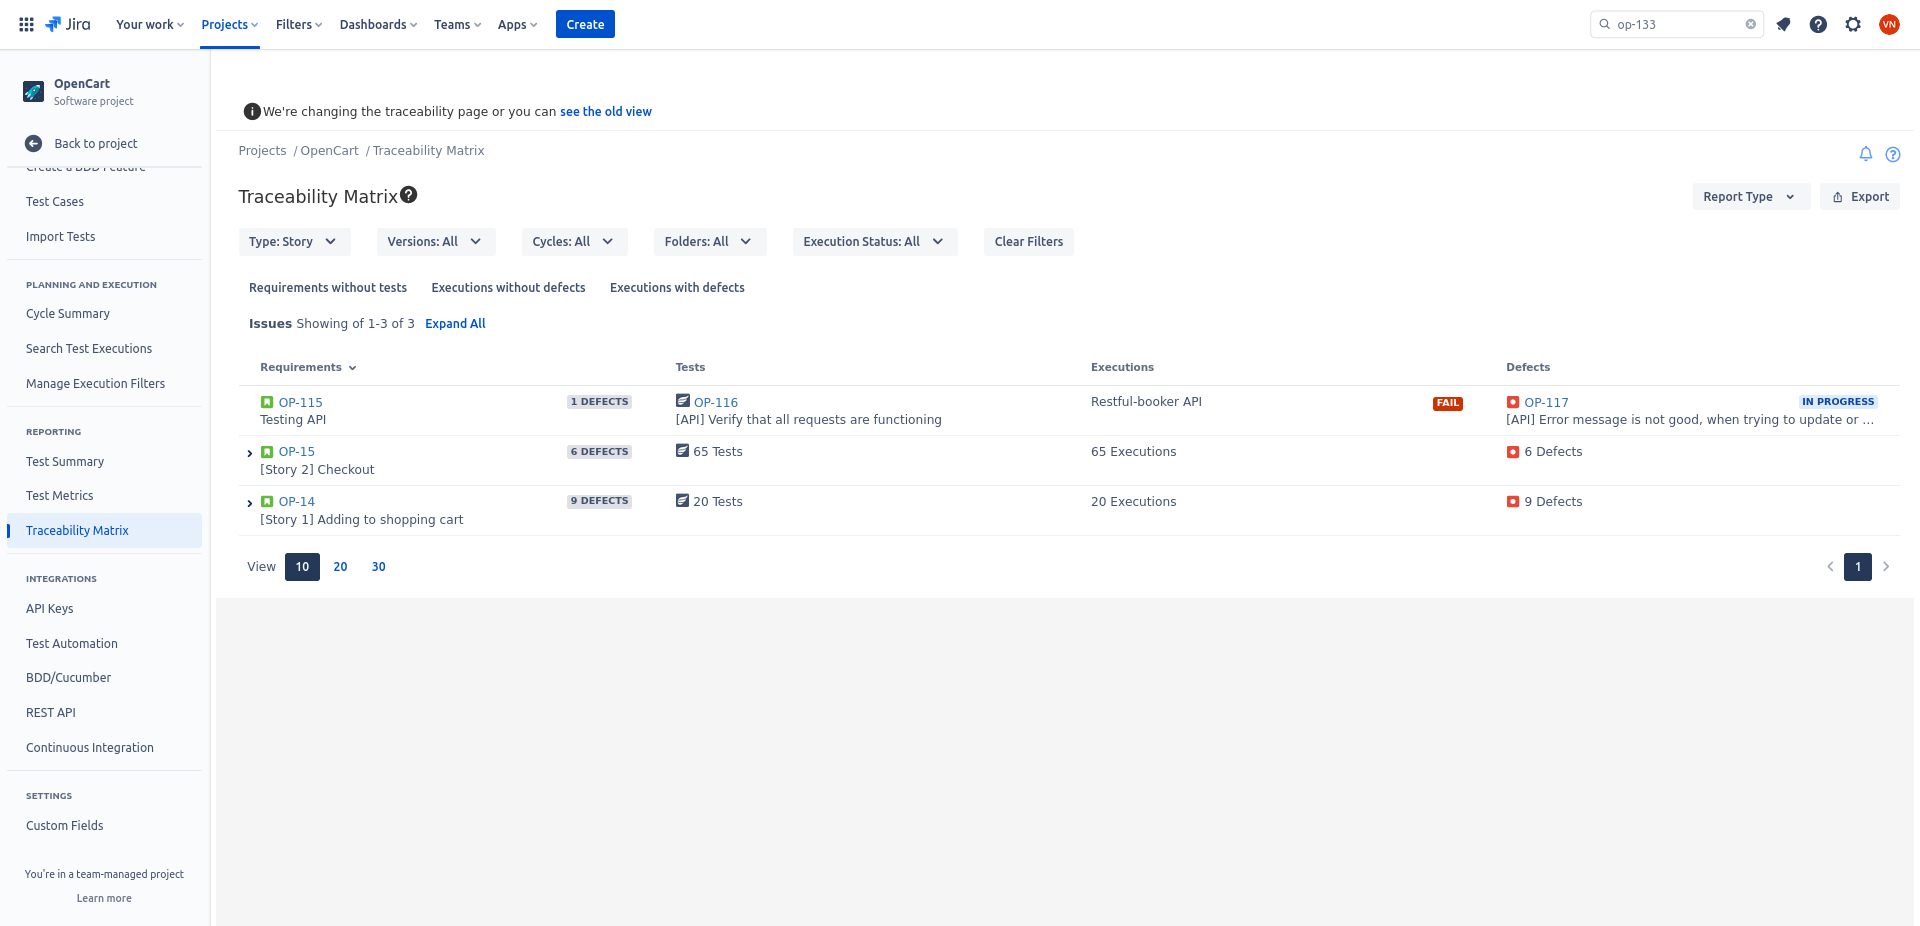 Jira Your work Projects Filters Dashboards Teams Apps Create op-133 VN
OpenCart
Software project
Back to project
Create a BDD Feature
Test Cases
Import Tests
PLANNING AND EXECUTION
Cycle Summary
Search Test Executions
Manage Execution Filters
REPORTING
Test Summary
Test Metrics
Traceability Matrix
INTEGRATIONS
API Keys
Test Automation
BDD/Cucumber
REST API
Continuous Integration
SETTINGS
Custom Fields
You're in a team-managed project
Learn more
We're changing the traceability page or you can see the old view
Projects / OpenCart / Traceability Matrix
Traceability Matrix Report Type Export
Type: Story Versions: All Cycles: All Folders: All Execution Status: All Clear Filters
Requirements without tests Executions without defects Executions with defects
Issues Showing of 1-3 of 3 Expand All
Requirements Tests Executions Defects
OP-115 1 DEFECTS OP-116 Restful-booker API FAIL OP-117 IN PROGRESS
Testing API [API] Verify that all requests are functioning [API] Error message is not good, when trying to update or ...
OP-15 6 DEFECTS 65 Tests 65 Executions 6 Defects
[Story 2] Checkout
OP-14 9 DEFECTS 20 Tests 20 Executions 9 Defects
[Story 1] Adding to shopping cart
View 10 20 30 1